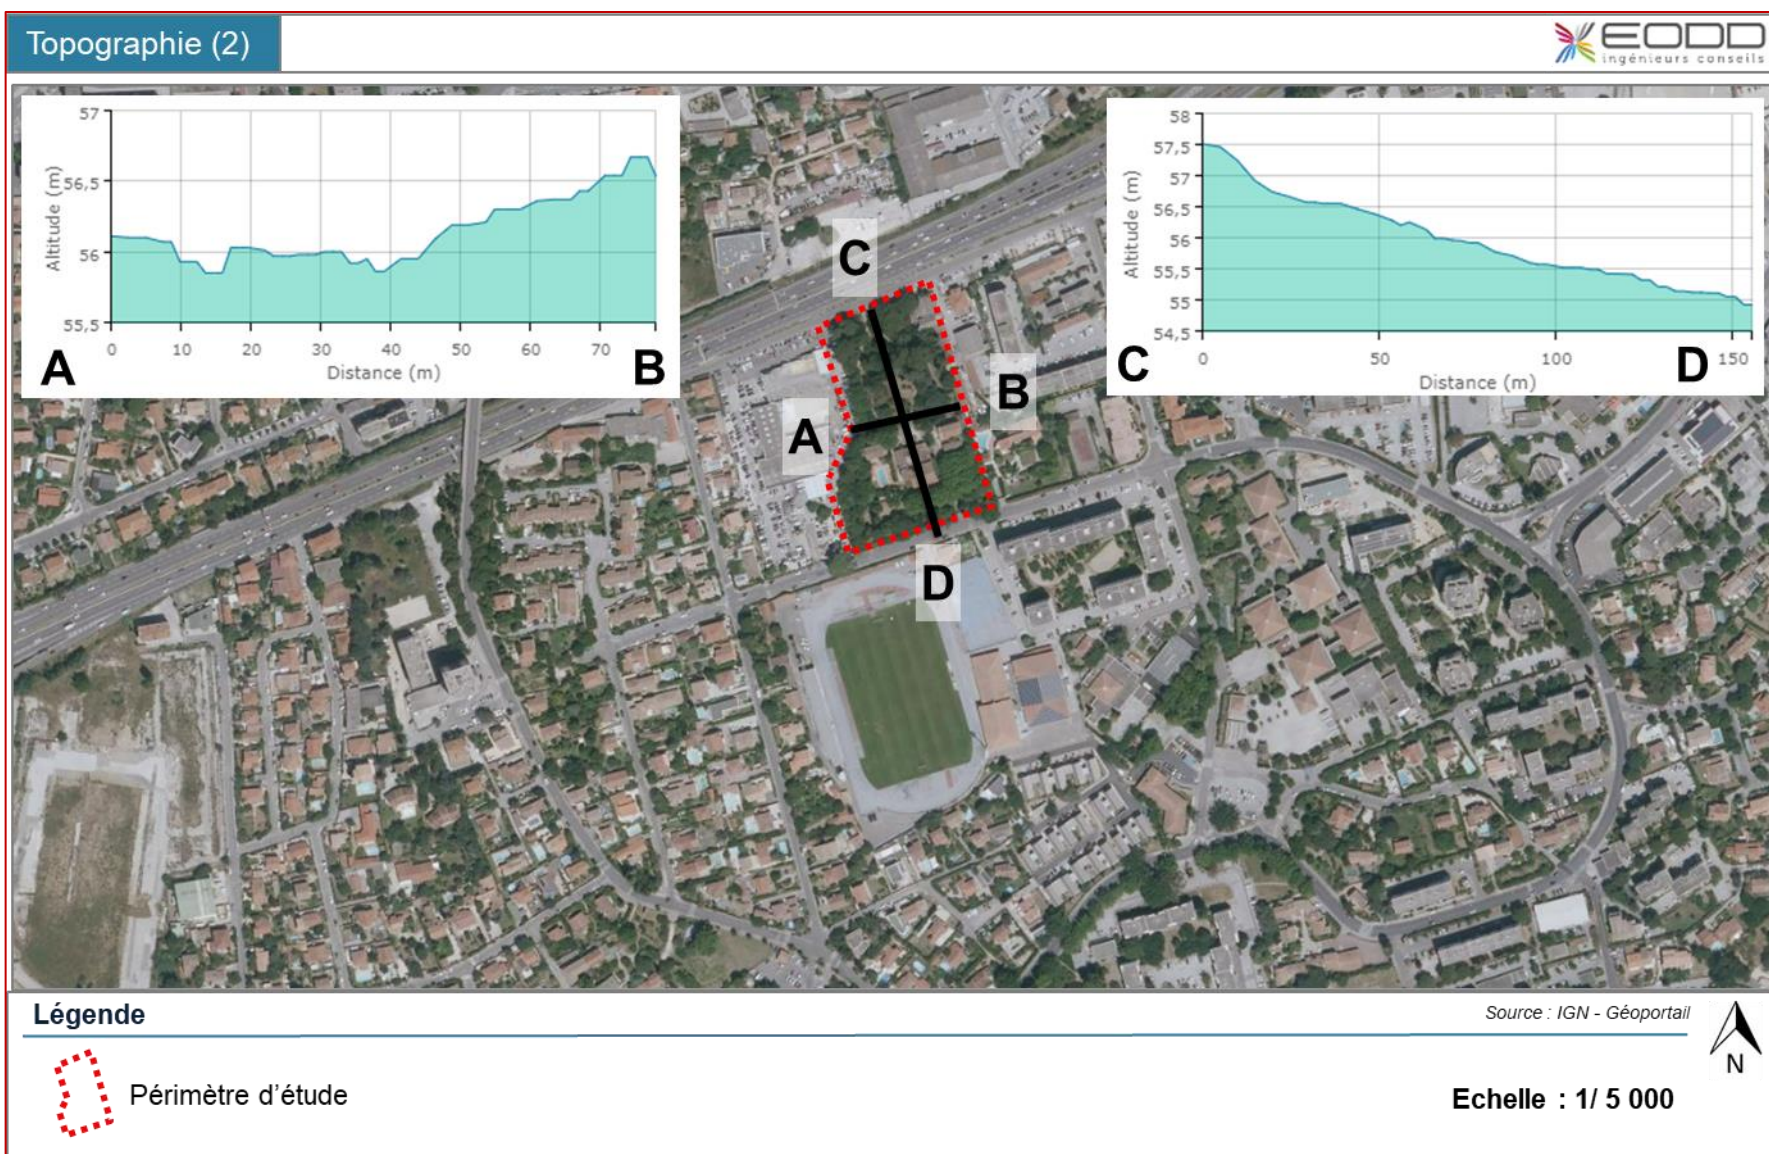 Topographie (2)
EODD
ingénieurs conseils
57
56,5
56
55,5
Altitude (m)
0 10 20 30 40 50 60 70
Distance (m)
A
B
58
57,5
57
56,5
56
55,5
55
54,5
Altitude (m)
0 50 100 150
Distance (m)
C
D
C
B
A
D
Légende
Source : IGN - Géoportail
N
Périmètre d'étude
Echelle : 1/ 5 000